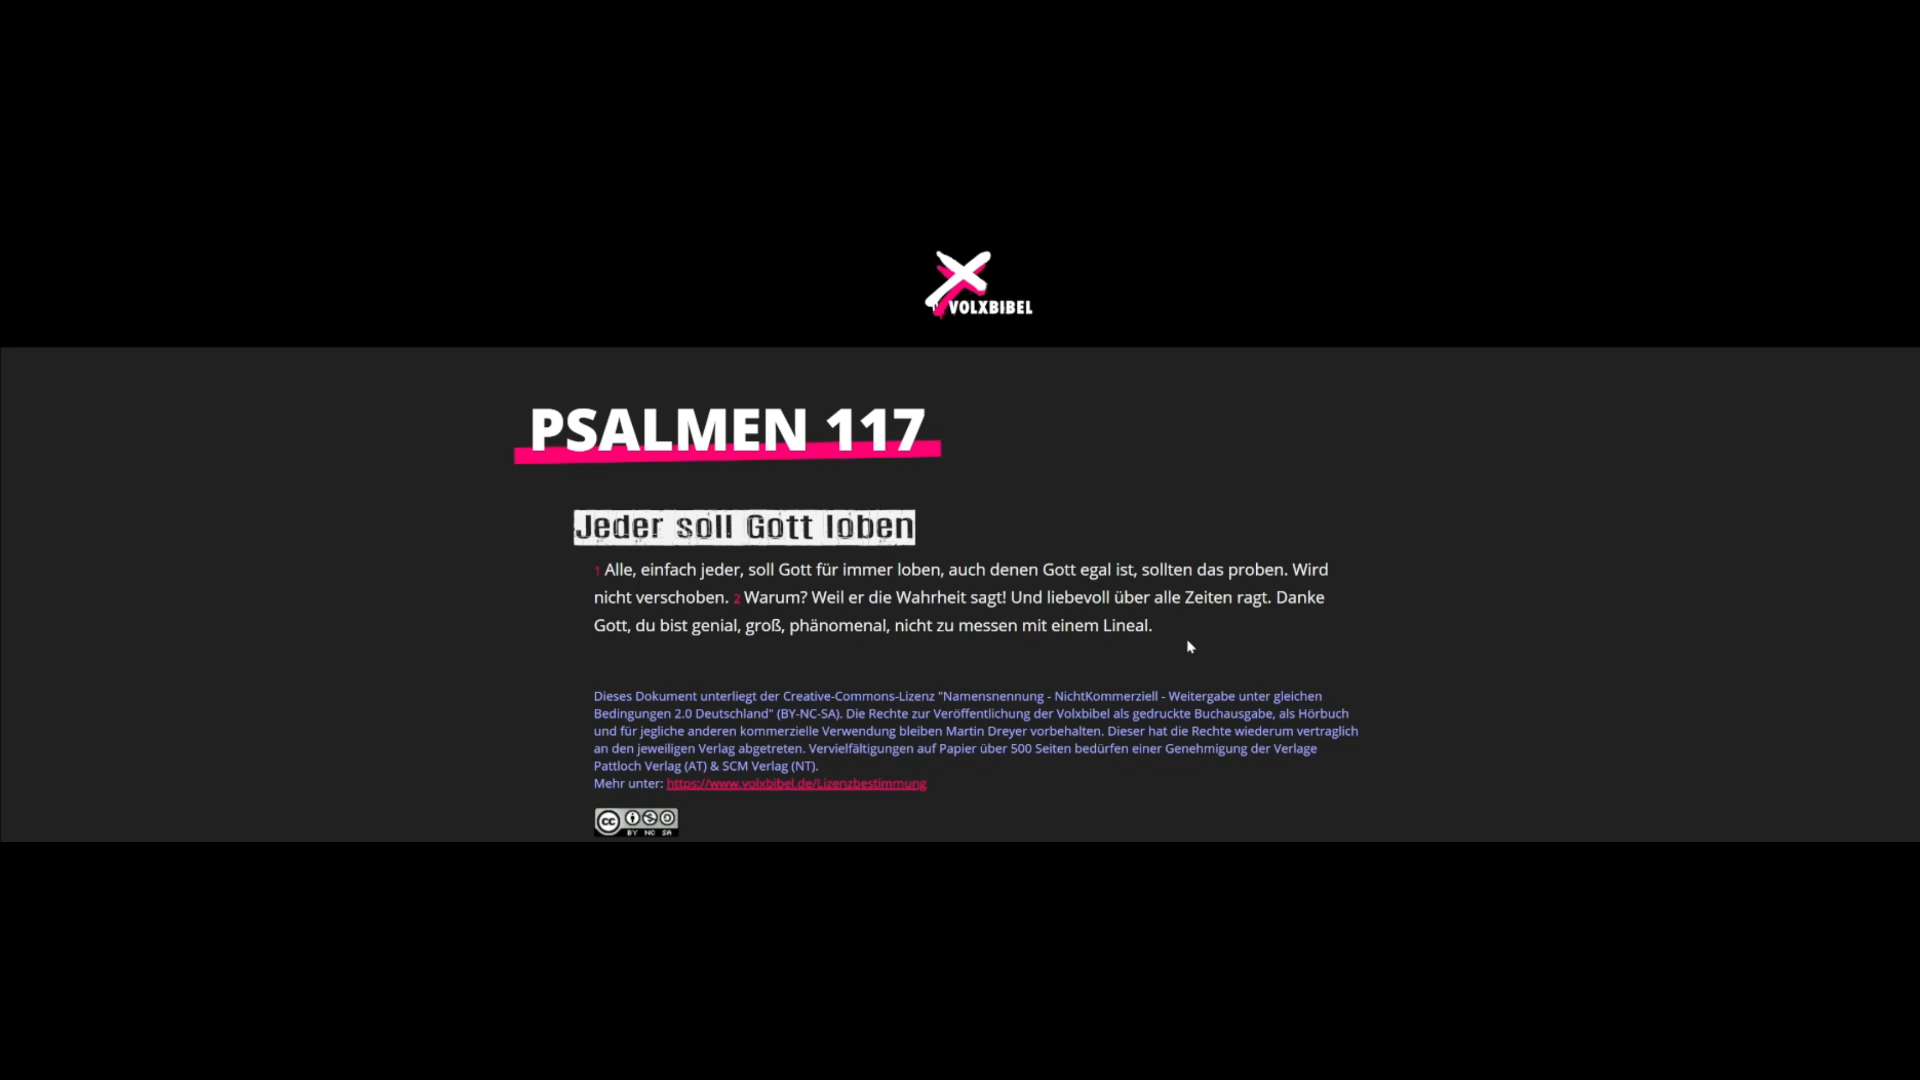 VOLXBIBEL
PSALMEN 117
Jeder soll Gott loben
1 Alle, einfach jeder, soll Gott für immer loben, auch denen Gott egal ist, sollten das proben. Wird
nicht verschoben. 2 Warum? Weil er die Wahrheit sagt! Und liebevoll über alle Zeiten ragt. Danke
Gott, du bist genial, groß, phänomenal, nicht zu messen mit einem Lineal.
Dieses Dokument unterliegt der Creative-Commons-Lizenz "Namensnennung - NichtKommerziell - Weitergabe unter gleichen
Bedingungen 2.0 Deutschland" (BY-NC-SA). Die Rechte zur Veröffentlichung der Volxbibel als gedruckte Buchausgabe, als Hörbuch
und für jegliche anderen kommerzielle Verwendung bleiben Martin Dreyer vorbehalten. Dieser hat die Rechte wiederum vertraglich
an den jeweiligen Verlag abgetreten. Vervielfältigungen auf Papier über 500 Seiten bedürfen einer Genehmigung der Verlage
Pattloch Verlag (AT) & SCM Verlag (NT).
Mehr unter: https://www.volxbibel.de/Lizenzbestimmung
cc
BY NC SA